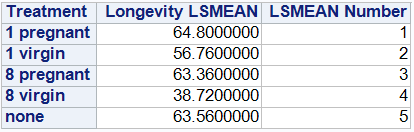 Treatment Longevity LSMEAN LSMEAN Number
1 pregnant 64.8000000 1
1 virgin 56.7600000 2
8 pregnant 63.3600000 3
8 virgin 38.7200000 4
none 63.5600000 5